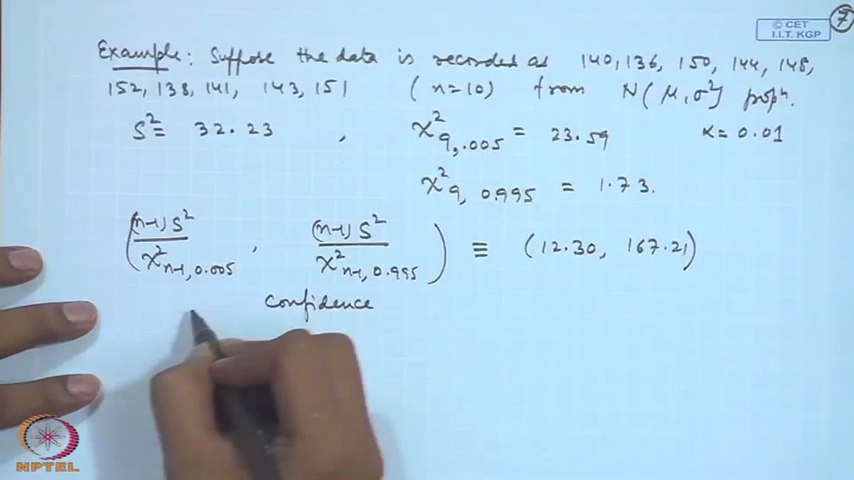 7
© CET
I.I.T. KGP
Example: Suppose the data is recorded as 140, 136, 150, 144, 148,
152, 138, 141, 143, 151 (n=10) from N(μ, σ²) popn.
S² = 32.23 , χ²₉,.₀₀₅ = 23.59 α = 0.01
χ²₉, ₀.₉₉₅ = 1.73.
( (n-1) S² / χ²ₙ₋₁, ₀.₀₀₅ , (n-1) S² / χ²ₙ₋₁, ₀.₉₉₅ ) ≡ (12.30, 167.21)
confidence
NPTEL